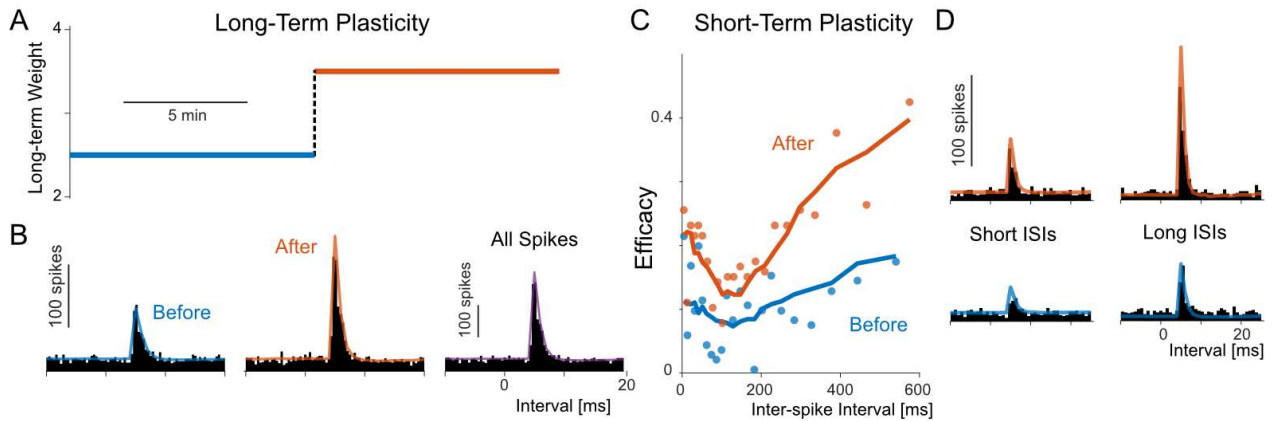 A
Long-Term Plasticity
Long-term Weight
4
2
5 min
B
100 spikes
Before
After
All Spikes
100 spikes
0
20
Interval [ms]
C
Short-Term Plasticity
Efficacy
0.4
0
After
Before
0
200
400
600
Inter-spike Interval [ms]
D
100 spikes
Short ISIs
Long ISIs
0
20
Interval [ms]